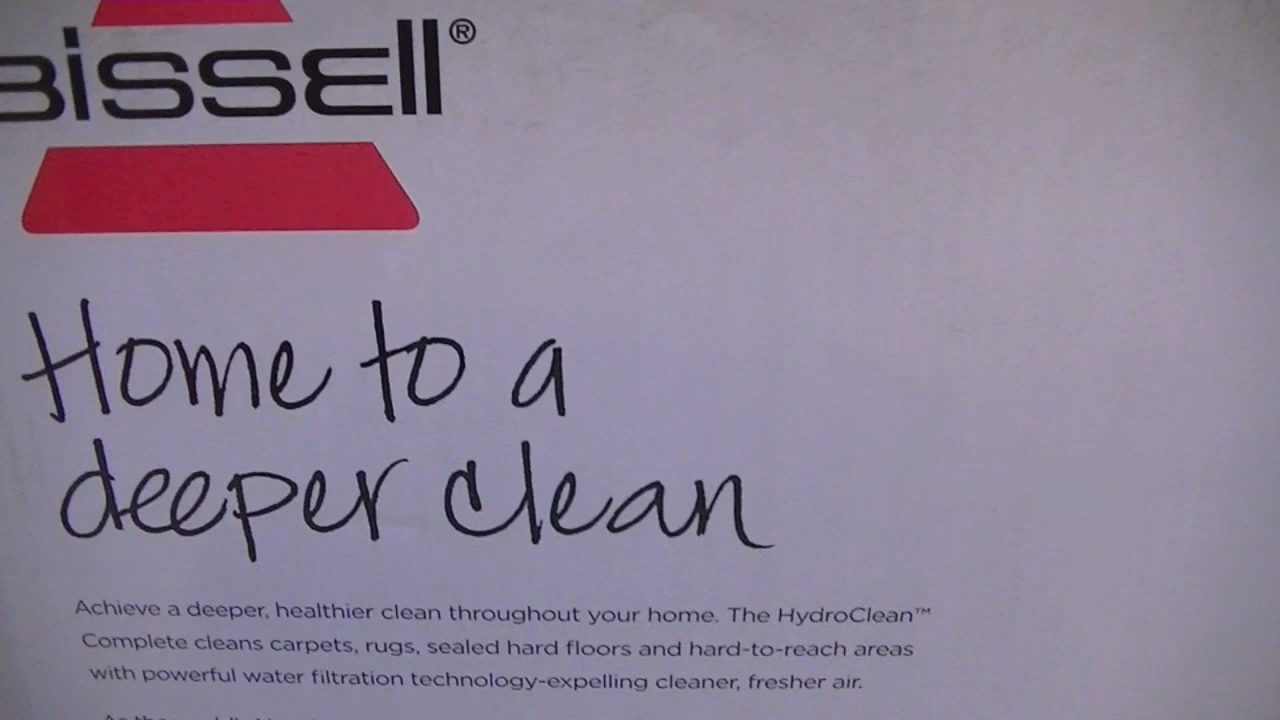 Bissell®
Home to a
deeper clean
Achieve a deeper, healthier clean throughout your home. The HydroClean™
Complete cleans carpets, rugs, sealed hard floors and hard-to-reach areas
with powerful water filtration technology-expelling cleaner, fresher air.